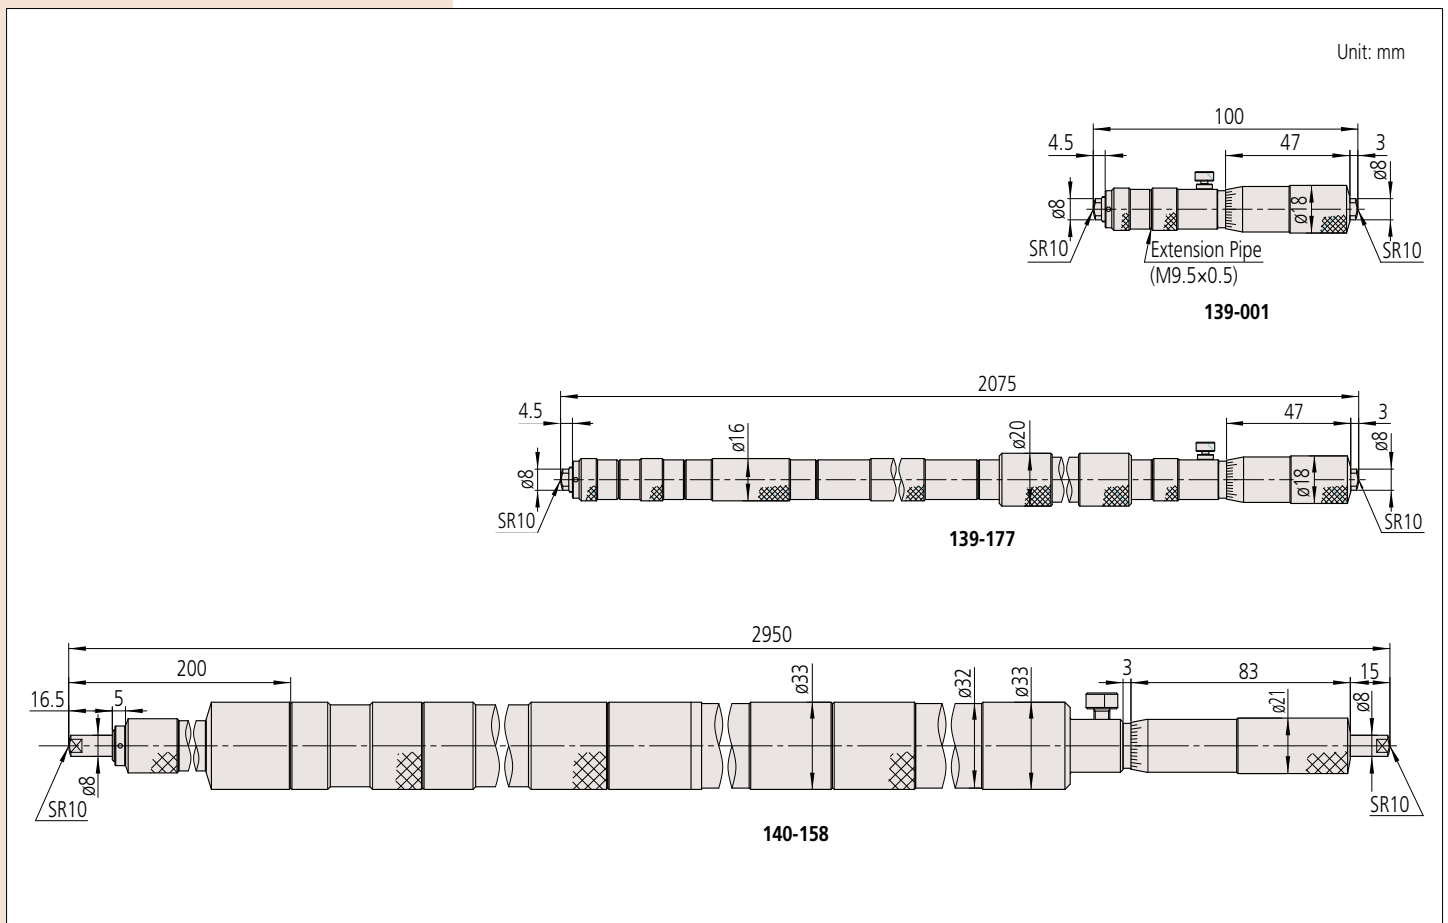 Unit: mm
100
4.5
47
3
ø8
ø8
ø18
SR10
Extension Pipe
SR10
(M9.5×0.5)
139-001
2075
4.5
47
3
ø16
ø20
ø8
ø8
ø18
SR10
SR10
139-177
2950
200
16.5
5
ø33
ø32
ø33
3
83
15
ø21
ø8
ø8
SR10
SR10
140-158